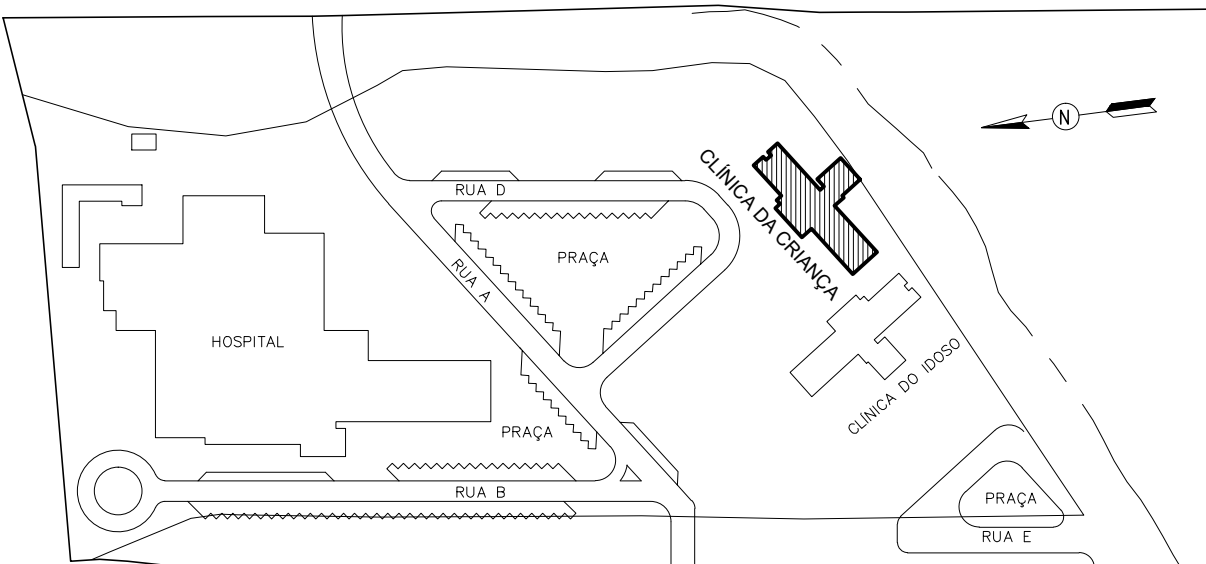 N
CLÍNICA DA CRIANÇA
RUA D
PRAÇA
RUA A
HOSPITAL
CLÍNICA DO IDOSO
PRAÇA
RUA B
PRAÇA
RUA E